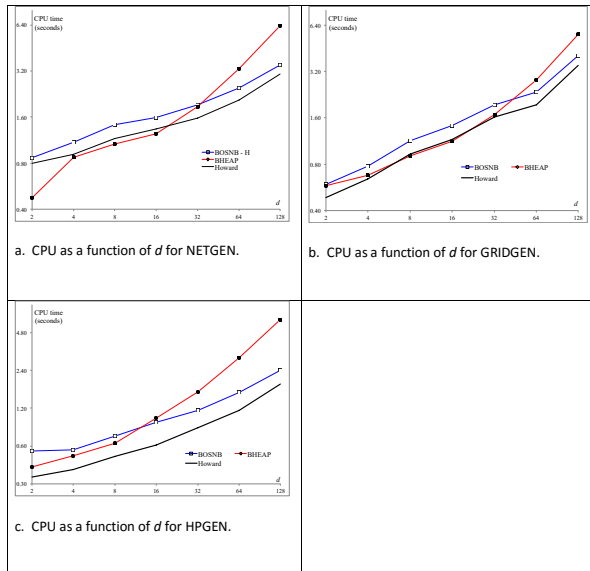 CPU time
(seconds)
6.40
3.20
1.60
0.80
0.40
BOSNB - H
BHEAP
Howard
d
2 4 8 16 32 64 128
a. CPU as a function of d for NETGEN.
CPU time
(seconds)
6.40
3.20
1.60
0.80
0.40
BOSNB BHEAP
Howard
d
2 4 8 16 32 64 128
b. CPU as a function of d for GRIDGEN.
CPU time
(seconds)
4.80
2.40
1.20
0.60
0.30
BOSNB BHEAP
Howard
d
2 4 8 16 32 64 128
c. CPU as a function of d for HPGEN.